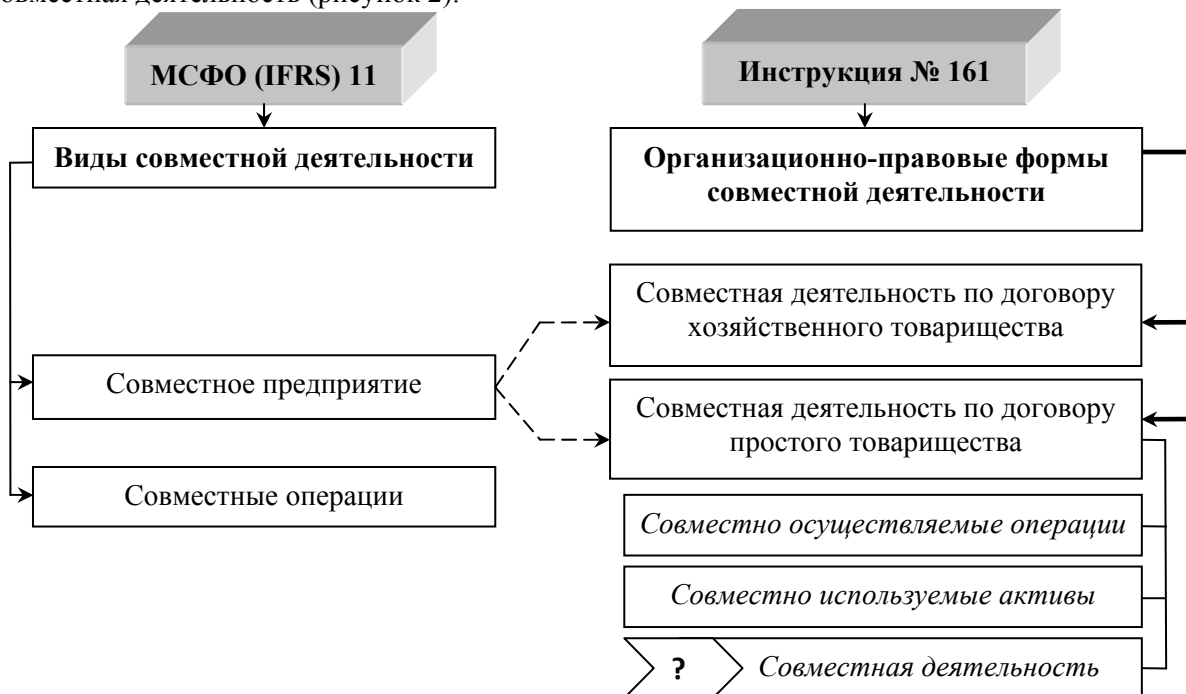 овместная деятельность (рисунок 2).
МСФО (IFRS) 11
Инструкция № 161
Виды совместной деятельности
Организационно-правовые формы
совместной деятельности
Совместная деятельность по договору
хозяйственного товарищества
Совместное предприятие
Совместная деятельность по договору
простого товарищества
Совместные операции
Совместно осуществляемые операции
Совместно используемые активы
? Совместная деятельность